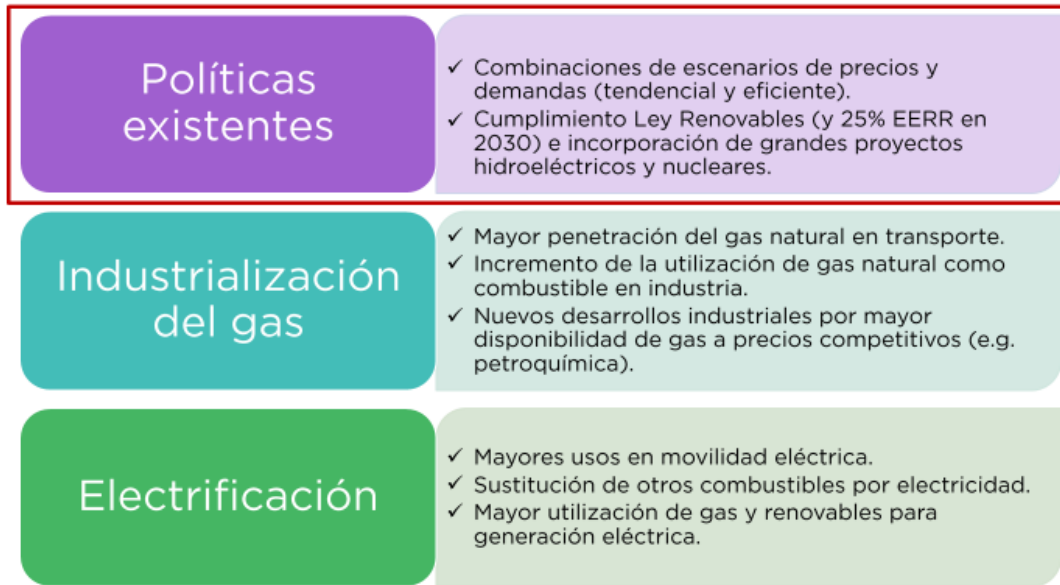 Políticas
existentes
✓ Combinaciones de escenarios de precios y
demandas (tendencial y eficiente).
✓ Cumplimiento Ley Renovables (y 25% EERR en
2030) e incorporación de grandes proyectos
hidroeléctricos y nucleares.
Industrialización
del gas
✓ Mayor penetración del gas natural en transporte.
✓ Incremento de la utilización de gas natural como
combustible en industria.
✓ Nuevos desarrollos industriales por mayor
disponibilidad de gas a precios competitivos (e.g.
petroquímica).
Electrificación
✓ Mayores usos en movilidad eléctrica.
✓ Sustitución de otros combustibles por electricidad.
✓ Mayor utilización de gas y renovables para
generación eléctrica.